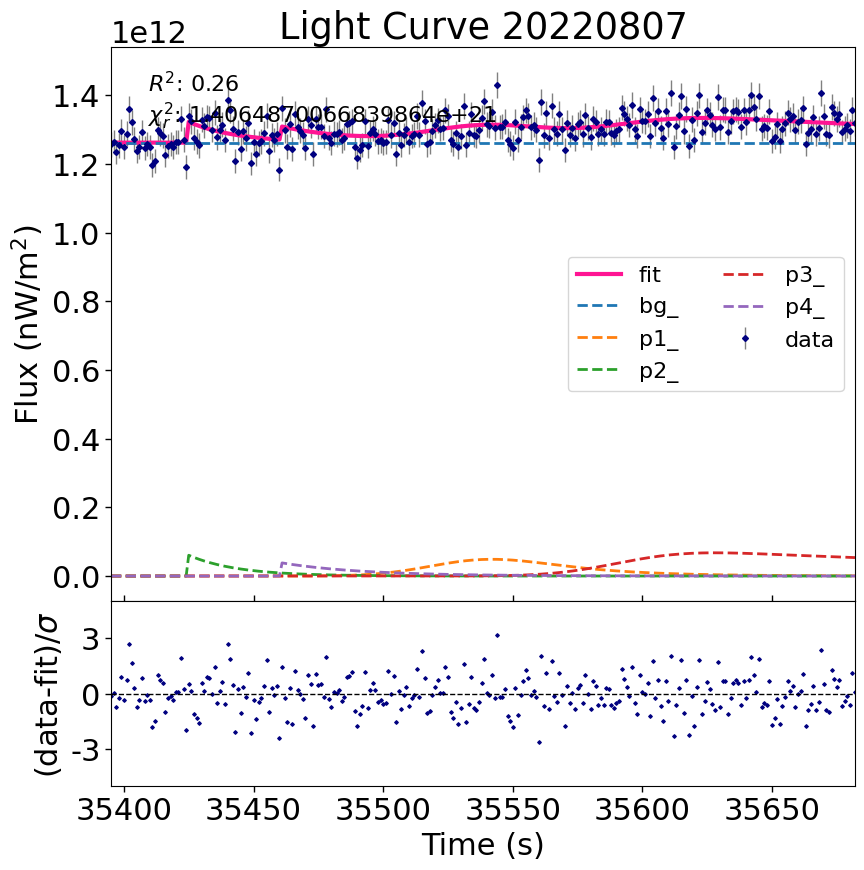 Light Curve 20220807
1e12
R²: 0.26
χ²ᵣ: 1.4064870066839864e+21
1.4
1.2
1.0
0.8
0.6
0.4
0.2
0.0
Flux (nW/m²)
fit
bg_
p1_
p2_
p3_
p4_
data
3
0
-3
(data-fit)/σ
35400
35450
35500
35550
35600
35650
Time (s)